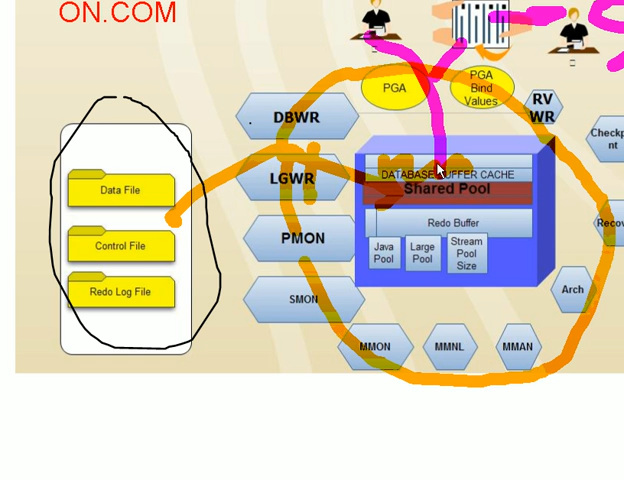 ON.COM
PGA
PGA
Bind
Values
RV
WR
Checkp
nt
DBWR
DATABASE BUFFER CACHE
Shared Pool
LGWR
Data File
Redo Buffer
PMON
Control File
Java
Pool
Large
Pool
Stream
Pool
Size
Recov
Redo Log File
SMON
Arch
MMON
MMNL
MMAN